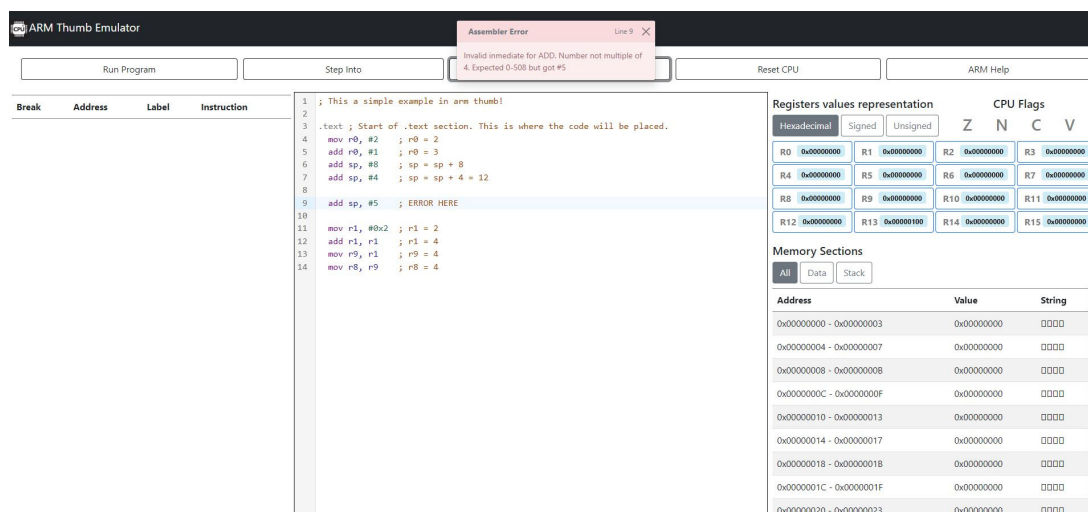 CPU ARM Thumb Emulator
Assembler Error Line 9
Invalid inmediate for ADD. Number not multiple of
4. Expected 0-508 but got #5
Run Program Step Into Reset CPU ARM Help
Break Address Label Instruction
1 ; This a simple example in arm thumb!
2
3 .text ; Start of .text section. This is where the code will be placed.
4 mov r0, #2 ; r0 = 2
5 add r0, #1 ; r0 = 3
6 add sp, #8 ; sp = sp + 8
7 add sp, #4 ; sp = sp + 4 = 12
8
9 add sp, #5 ; ERROR HERE
10
11 mov r1, #0x2 ; r1 = 2
12 add r1, r1 ; r1 = 4
13 mov r9, r1 ; r9 = 4
14 mov r8, r9 ; r8 = 4
Registers values representation CPU Flags
Hexadecimal Signed Unsigned Z N C V
R0 0x00000000 R1 0x00000000 R2 0x00000000 R3 0x00000000
R4 0x00000000 R5 0x00000000 R6 0x00000000 R7 0x00000000
R8 0x00000000 R9 0x00000000 R10 0x00000000 R11 0x00000000
R12 0x00000000 R13 0x00000100 R14 0x00000000 R15 0x00000000
Memory Sections
All Data Stack
Address Value String
0x00000000 - 0x00000003 0x00000000 □□□□
0x00000004 - 0x00000007 0x00000000 □□□□
0x00000008 - 0x0000000B 0x00000000 □□□□
0x0000000C - 0x0000000F 0x00000000 □□□□
0x00000010 - 0x00000013 0x00000000 □□□□
0x00000014 - 0x00000017 0x00000000 □□□□
0x00000018 - 0x0000001B 0x00000000 □□□□
0x0000001C - 0x0000001F 0x00000000 □□□□
0x00000020 - 0x00000023 0x00000000 □□□□